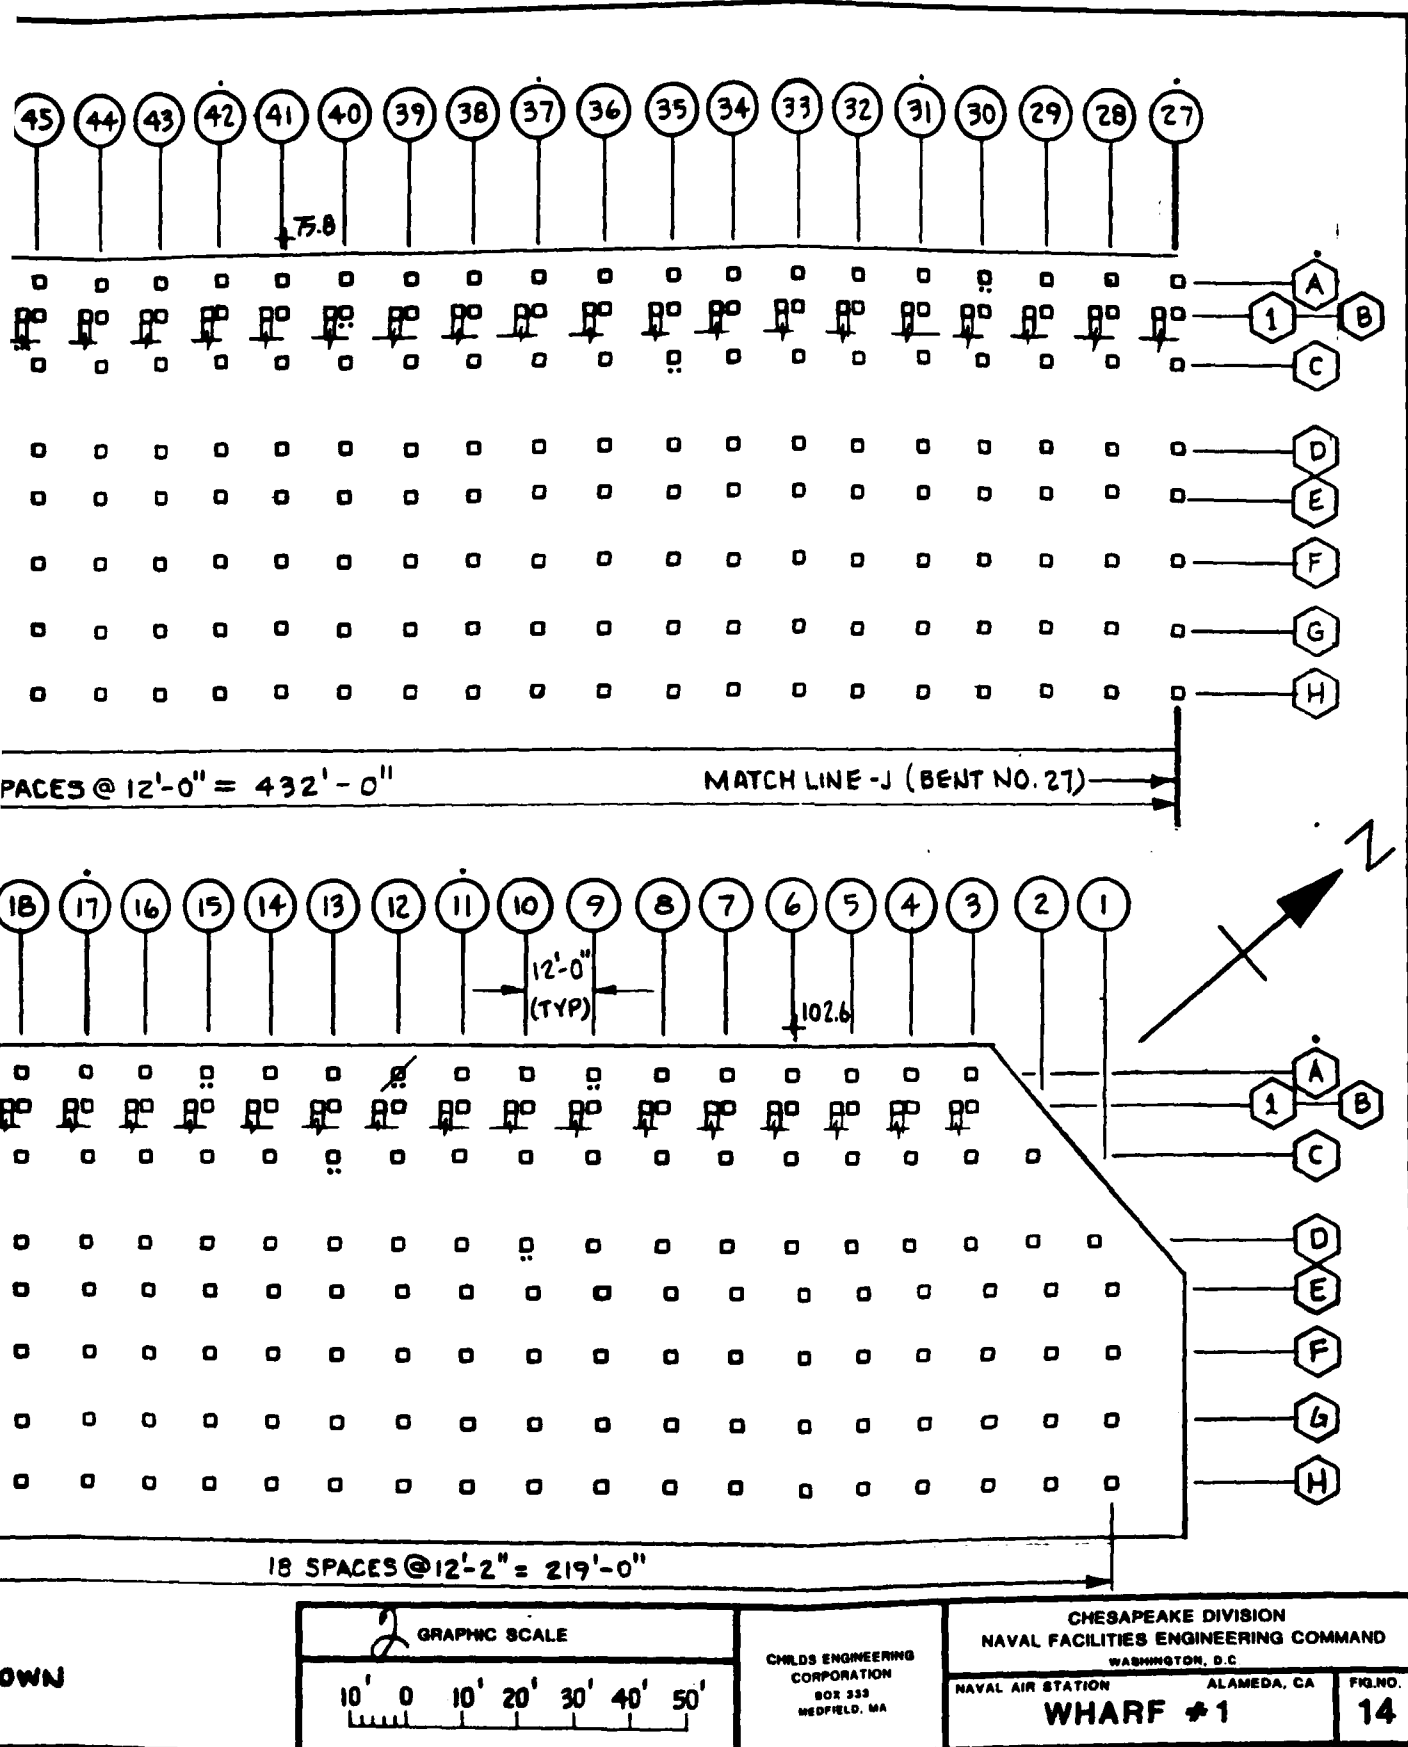 45 44 43 42 41 40 39 38 37 36 35 34 33 32 31 30 29 28 27
75.8
A
1 B
C
D
E
F
G
H
PACES @ 12'-0" = 432'-0"
MATCH LINE -J (BENT NO. 27)
N
18 17 16 15 14 13 12 11 10 9 8 7 6 5 4 3 2 1
12'-0"
(TYP)
102.6
A
1 B
C
D
E
F
G
H
18 SPACES @ 12'-2" = 219'-0"
OWN
2 GRAPHIC SCALE
10' 0 10' 20' 30' 40' 50'
CHILDS ENGINEERING
CORPORATION
BOX 333
MEDFIELD, MA
CHESAPEAKE DIVISION
NAVAL FACILITIES ENGINEERING COMMAND
WASHINGTON, D.C
NAVAL AIR STATION ALAMEDA, CA
WHARF #1
FIG.NO.
14